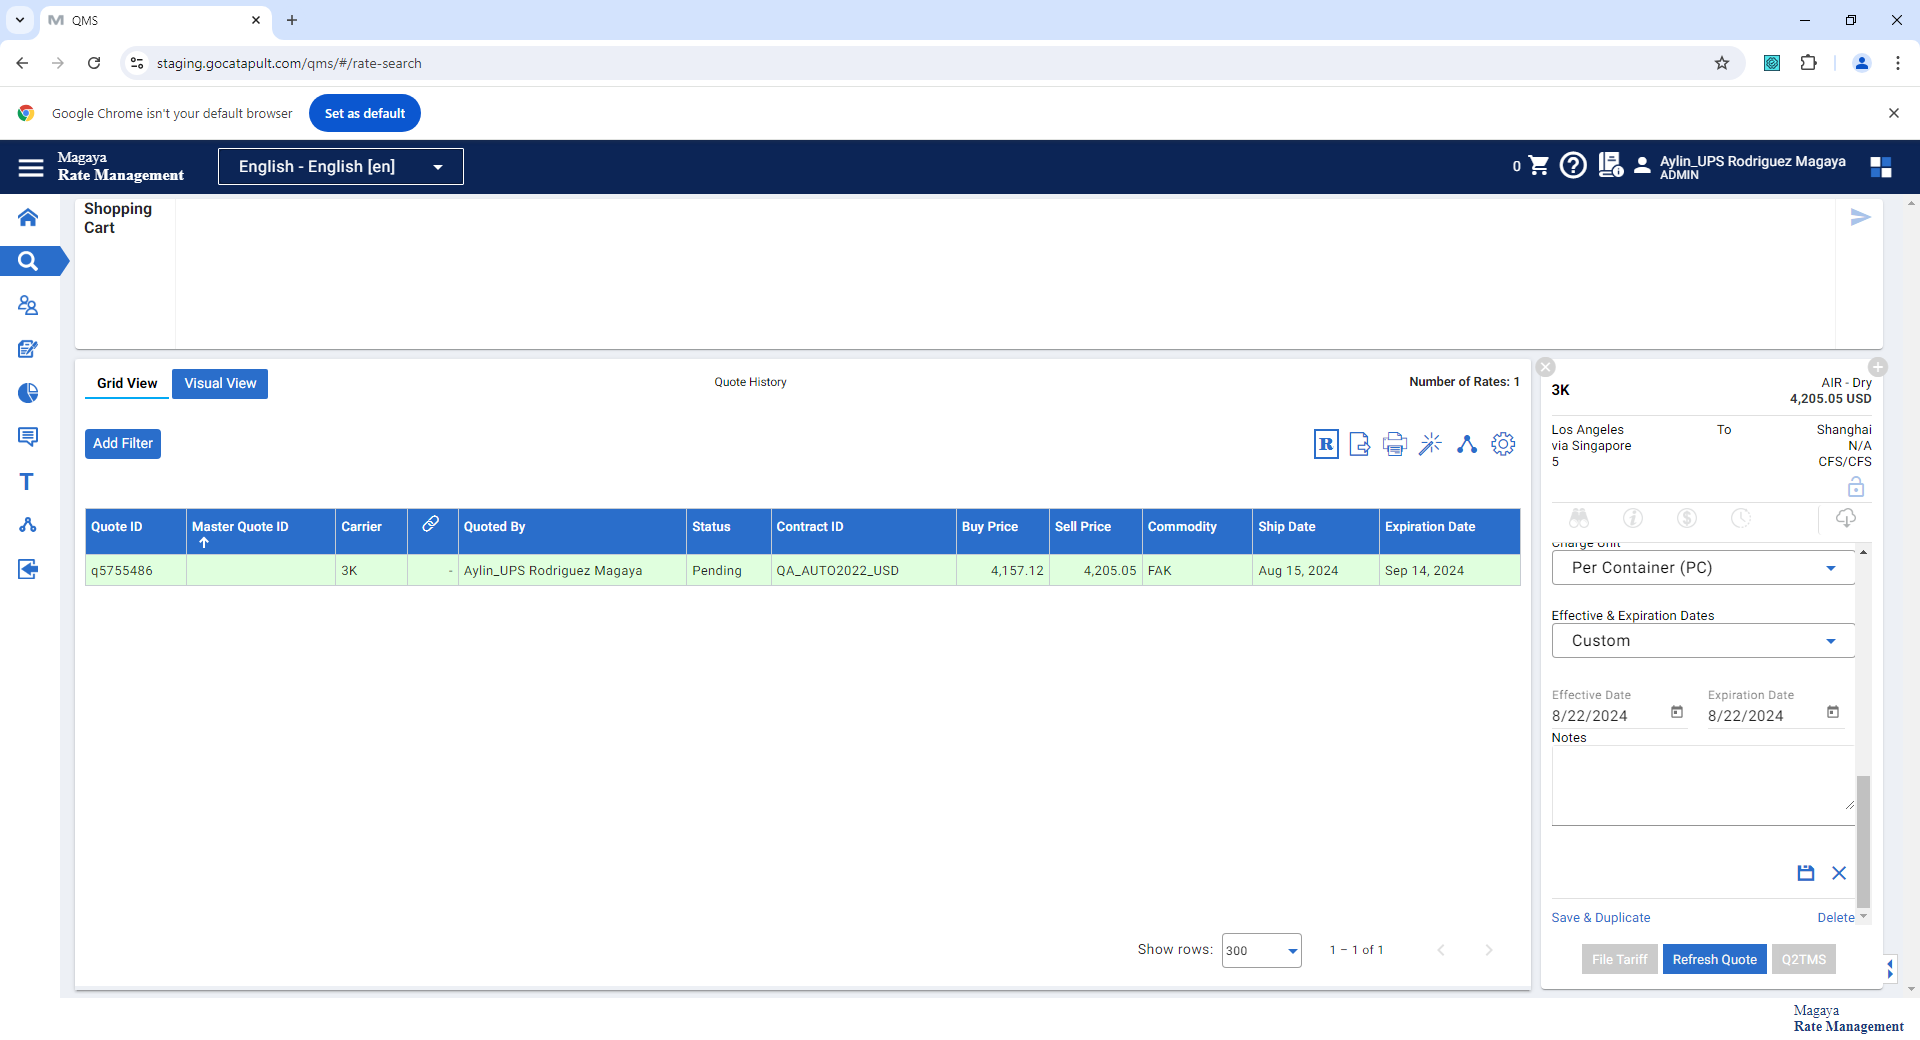 QMS
staging.gocatapult.com/qms/#/rate-search
Google Chrome isn't your default browser
Set as default
Magaya
Rate Management
English - English [en]
0
Aylin_UPS Rodriguez Magaya
ADMIN
Shopping
Cart
Grid View
Visual View
Quote History
Number of Rates: 1
Add Filter
R
Quote ID
Master Quote ID
Carrier
Quoted By
Status
Contract ID
Buy Price
Sell Price
Commodity
Ship Date
Expiration Date
q5755486
3K
-
Aylin_UPS Rodriguez Magaya
Pending
QA_AUTO2022_USD
4,157.12
4,205.05
FAK
Aug 15, 2024
Sep 14, 2024
Show rows:
300
1 – 1 of 1
3K
AIR - Dry
4,205.05 USD
Los Angeles
To
Shanghai
via Singapore
N/A
5
CFS/CFS
Charge Unit
Per Container (PC)
Effective & Expiration Dates
Custom
Effective Date
Expiration Date
8/22/2024
8/22/2024
Notes
Save & Duplicate
Delete
File Tariff
Refresh Quote
Q2TMS
T
Magaya
Rate Management